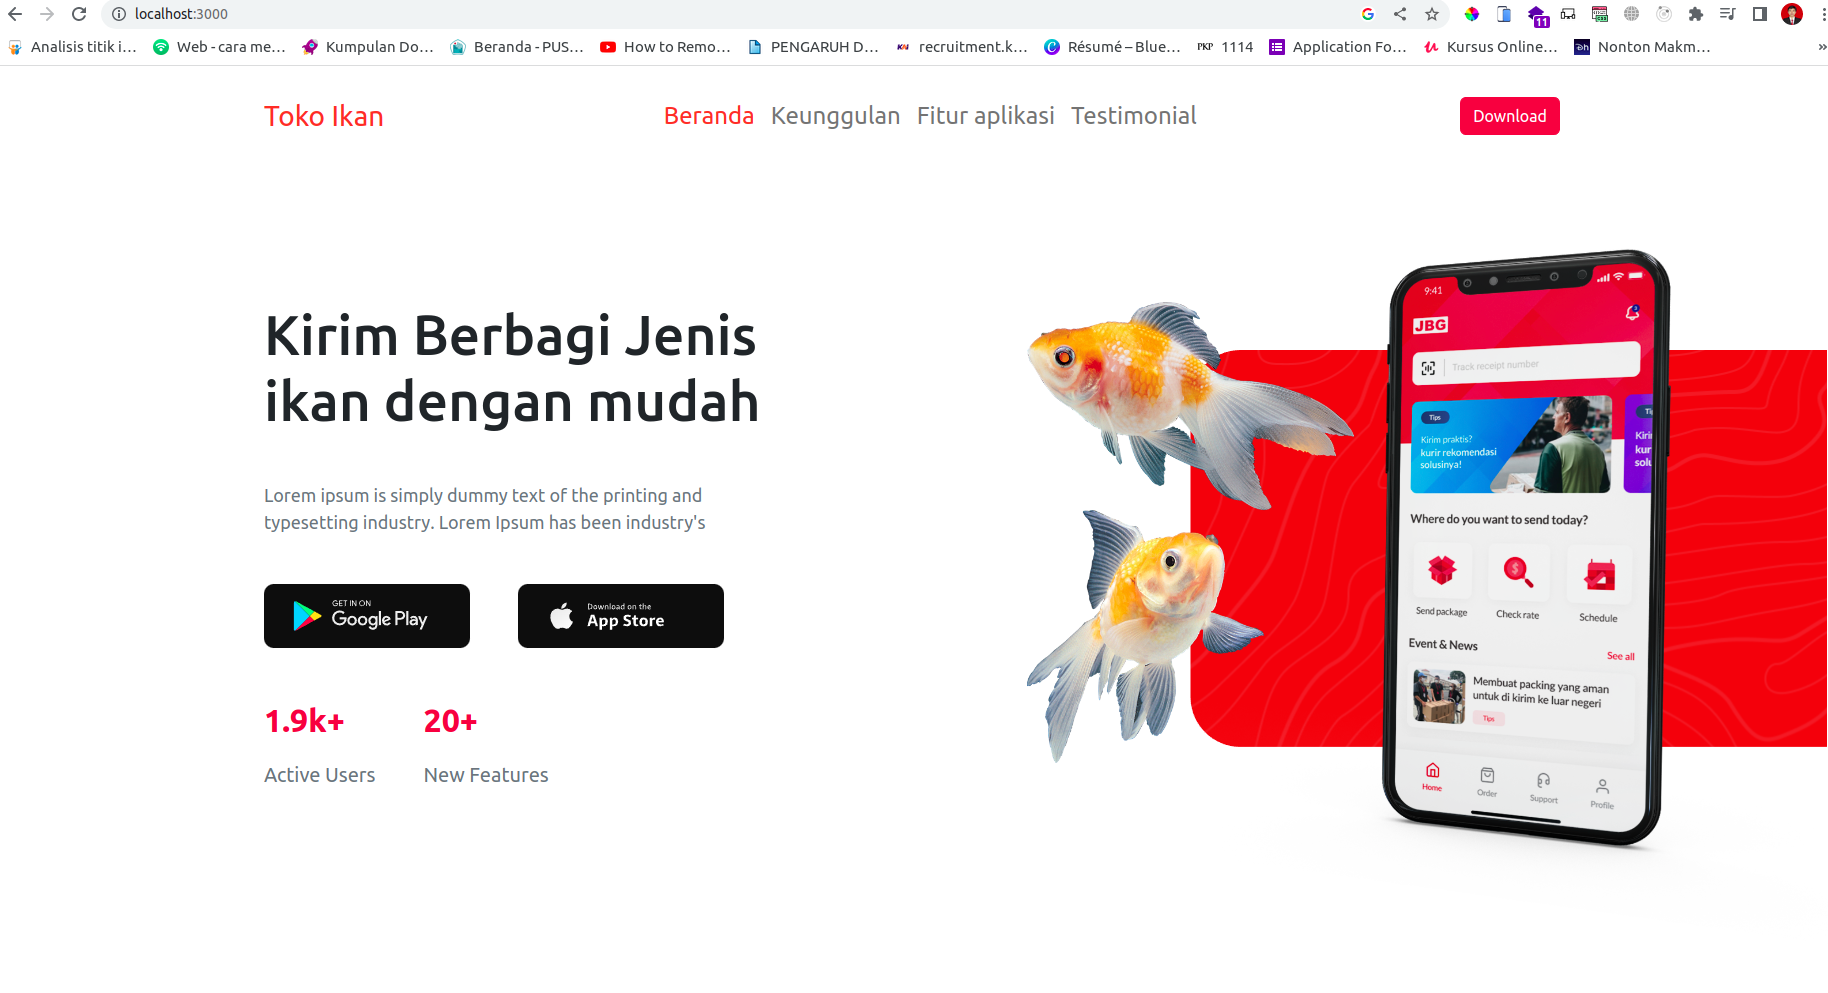 localhost:3000
11
Analisis titik i...
Web - cara me...
Kumpulan Do...
Beranda - PUS...
How to Remo...
PENGARUH D...
recruitment.k...
Résumé – Blue...
PKP 1114
Application Fo...
Kursus Online...
Nonton Makm...
»
Toko Ikan
Beranda Keunggulan Fitur aplikasi Testimonial
Download
Kirim Berbagi Jenis
ikan dengan mudah
Lorem ipsum is simply dummy text of the printing and
typesetting industry. Lorem Ipsum has been industry's
GET IN ON
Google Play
Download on the
App Store
1.9k+
20+
Active Users
New Features
9:41
JBG
Track receipt number
Tips
Kirim praktis?
kurir rekomendasi
solusinya!
Where do you want to send today?
Send package
Check rate
Schedule
Event & News
See all
Membuat packing yang aman
untuk di kirim ke luar negeri
Tips
Home
Order
Support
Profile